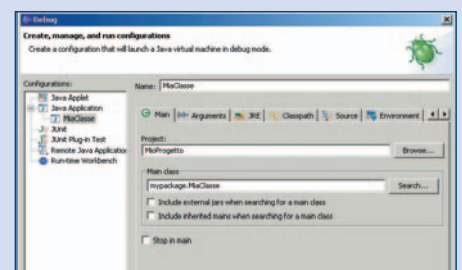 Debug
Create, manage, and run configurations
Create a configuration that will launch a Java virtual machine in debug mode.
Configurations:
Java Applet
Java Application
MiaClasse
JUnit
JUnit Plug-in Test
Remote Java Application
Run-time Workbench
Name: MiaClasse
Main Arguments JRE Classpath Source Environment
Project:
MioProgetto Browse...
Main class
mypackage.MiaClasse Search...
Include external jars when searching for a main class
Include inherited mains when searching for a main class
Stop in main